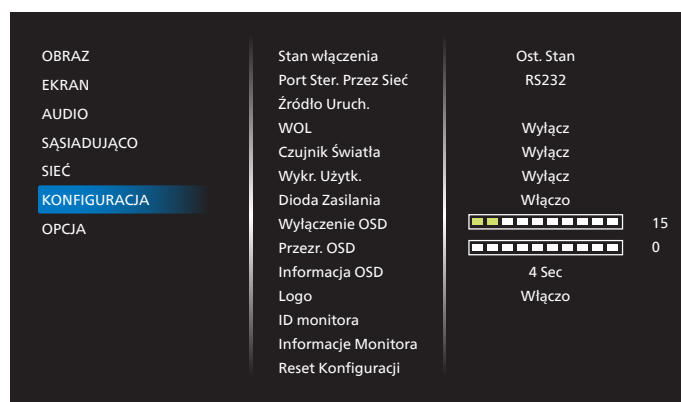 OBRAZ
EKRAN
AUDIO
SĄSIADUJĄCO
SIEĆ
KONFIGURACJA
OPCJA
Stan włączenia Ost. Stan
Port Ster. Przez Sieć RS232
Źródło Uruch.
WOL Wyłącz
Czujnik Światła Wyłącz
Wykr. Użytk. Wyłącz
Dioda Zasilania Włączo
Wyłączenie OSD 15
Przezr. OSD 0
Informacja OSD 4 Sec
Logo Włączo
ID monitora
Informacje Monitora
Reset Konfiguracji